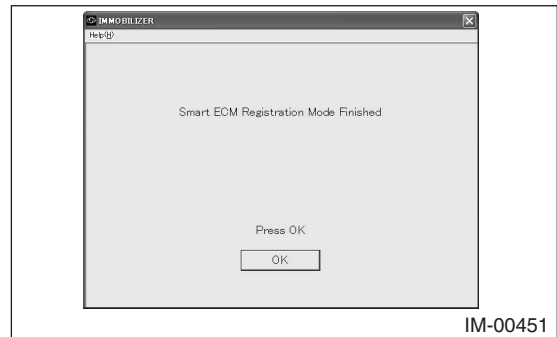 IMMOBILIZER
Help(H)
Smart ECM Registration Mode Finished
Press OK
OK
IM-00451